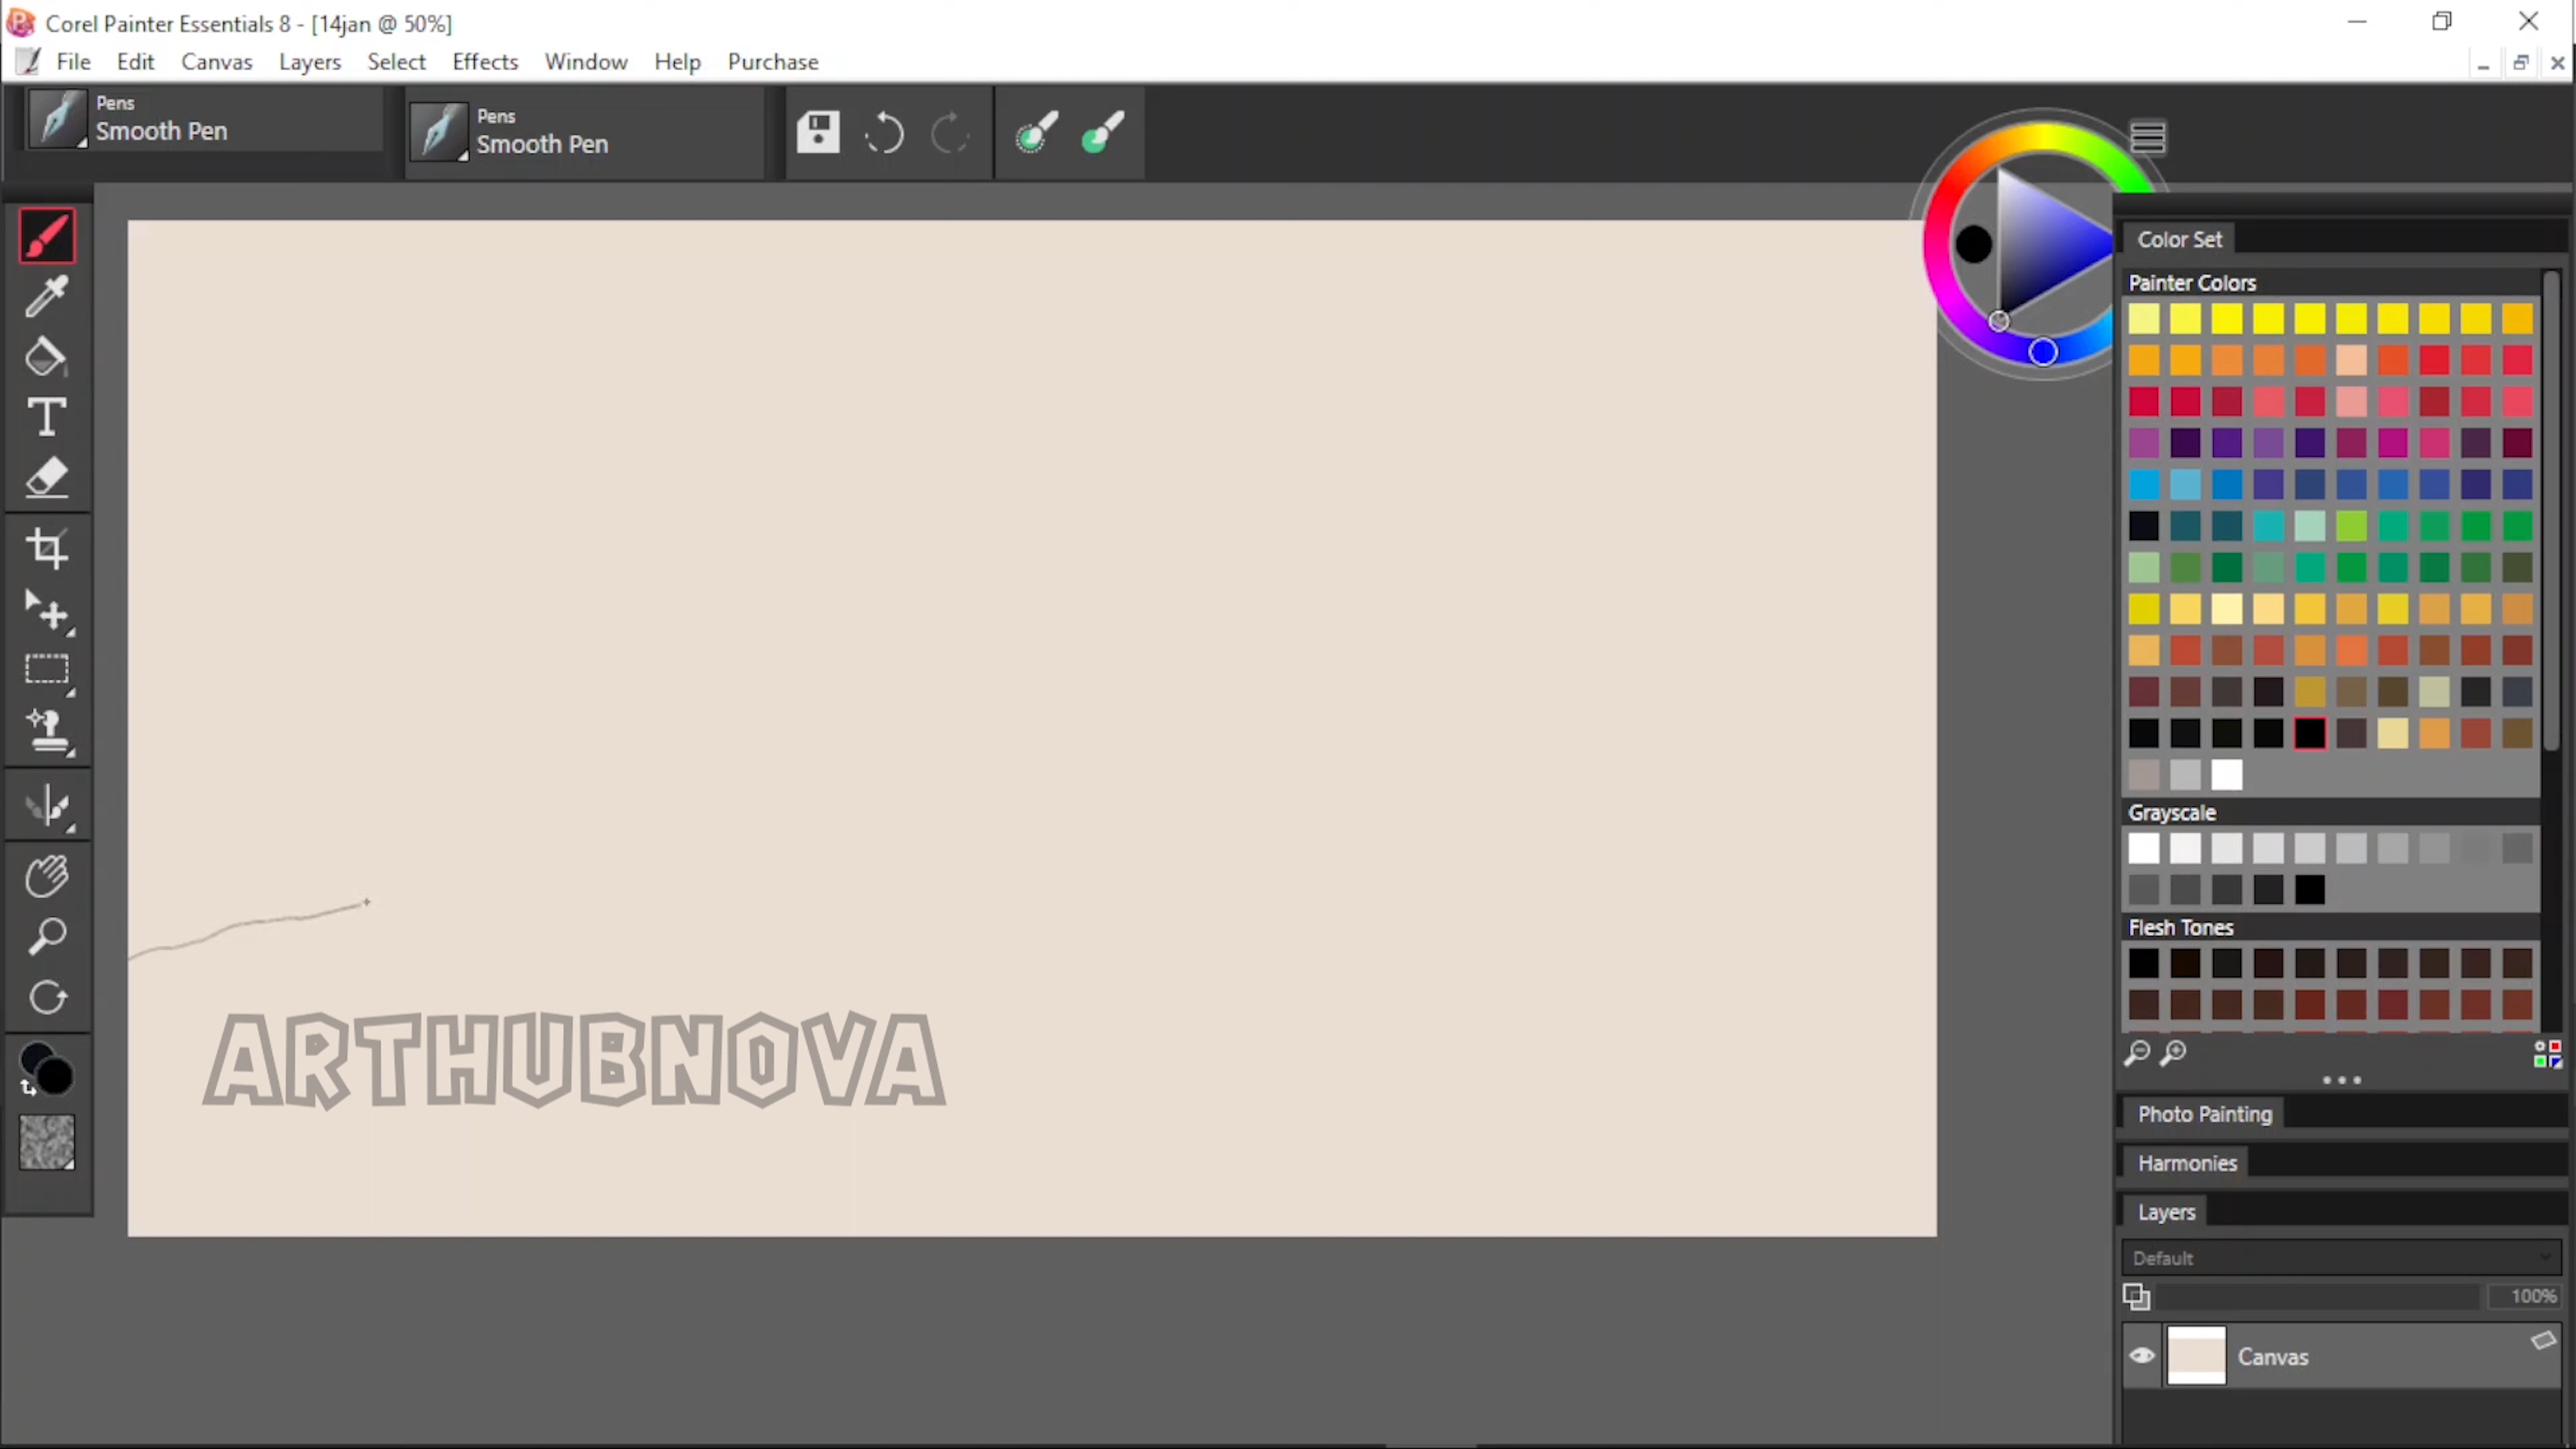 Corel Painter Essentials 8 - [14jan @ 50%]
File Edit Canvas Layers Select Effects Window Help Purchase
Pens
Smooth Pen
Pens
Smooth Pen
Color Set
Painter Colors
Grayscale
Flesh Tones
ARTHUBNOVA
Photo Painting
Harmonies
Layers
Default
100%
Canvas